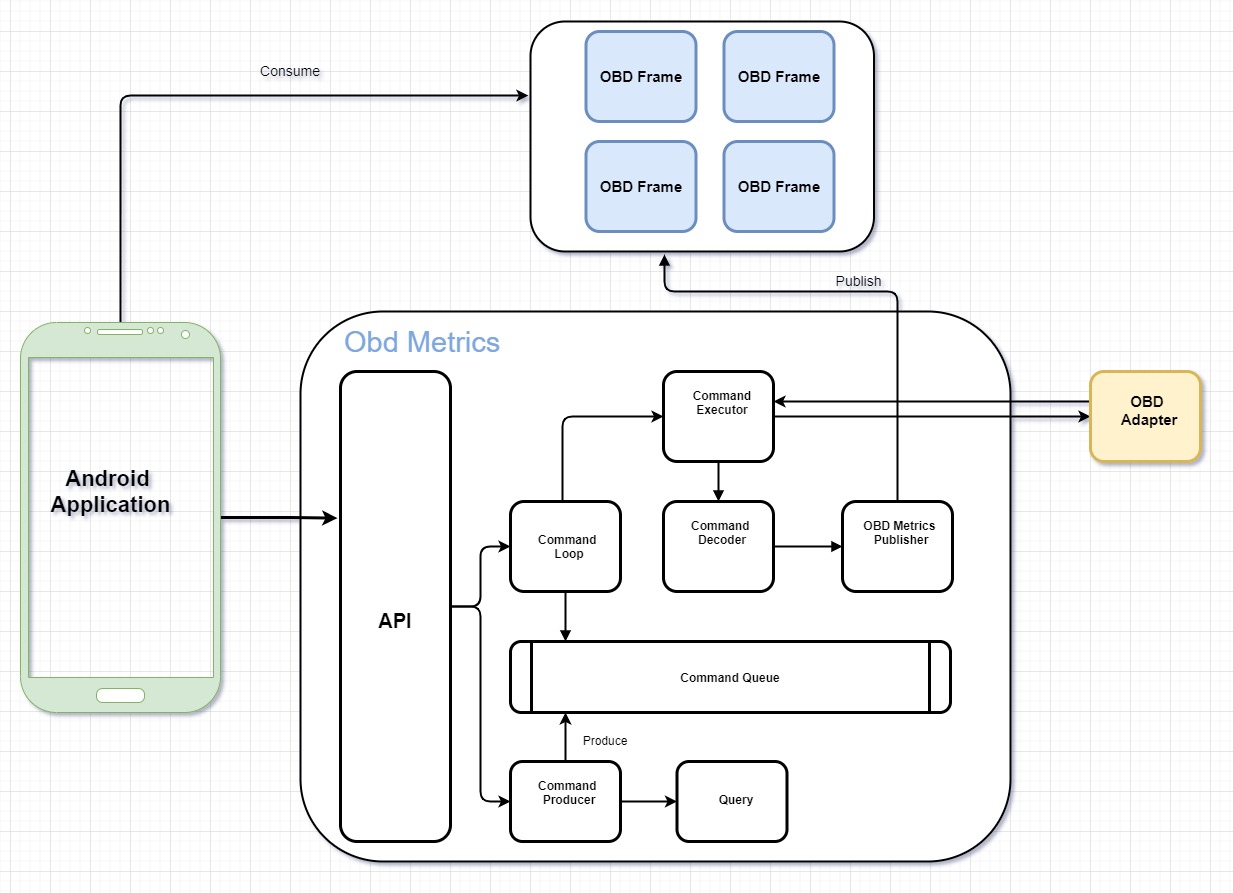 Consume
OBD Frame
OBD Frame
OBD Frame
OBD Frame
Publish
Obd Metrics
Command
Executor
OBD
Adapter
Android
Application
Command
Loop
Command
Decoder
OBD Metrics
Publisher
API
Command Queue
Produce
Command
Producer
Query